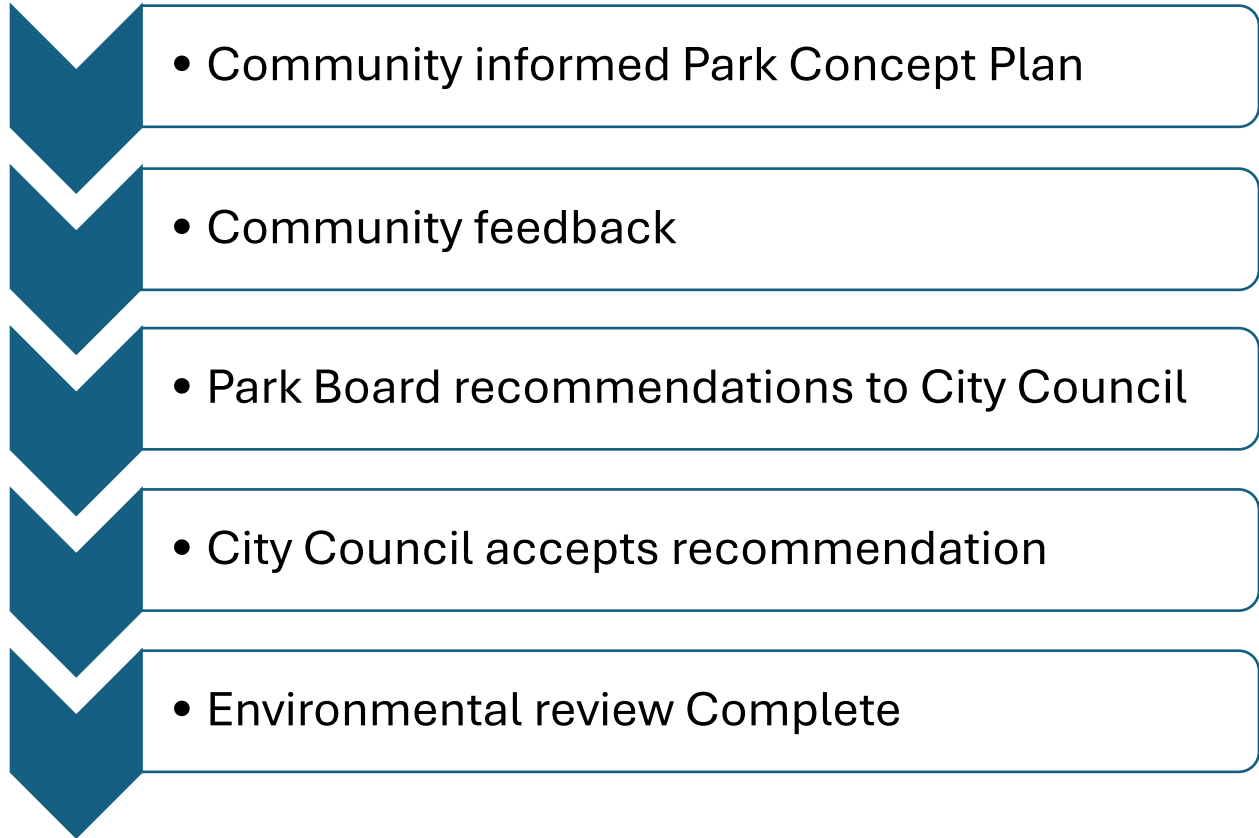 • Community informed Park Concept Plan
• Community feedback
• Park Board recommendations to City Council
• City Council accepts recommendation
• Environmental review Complete